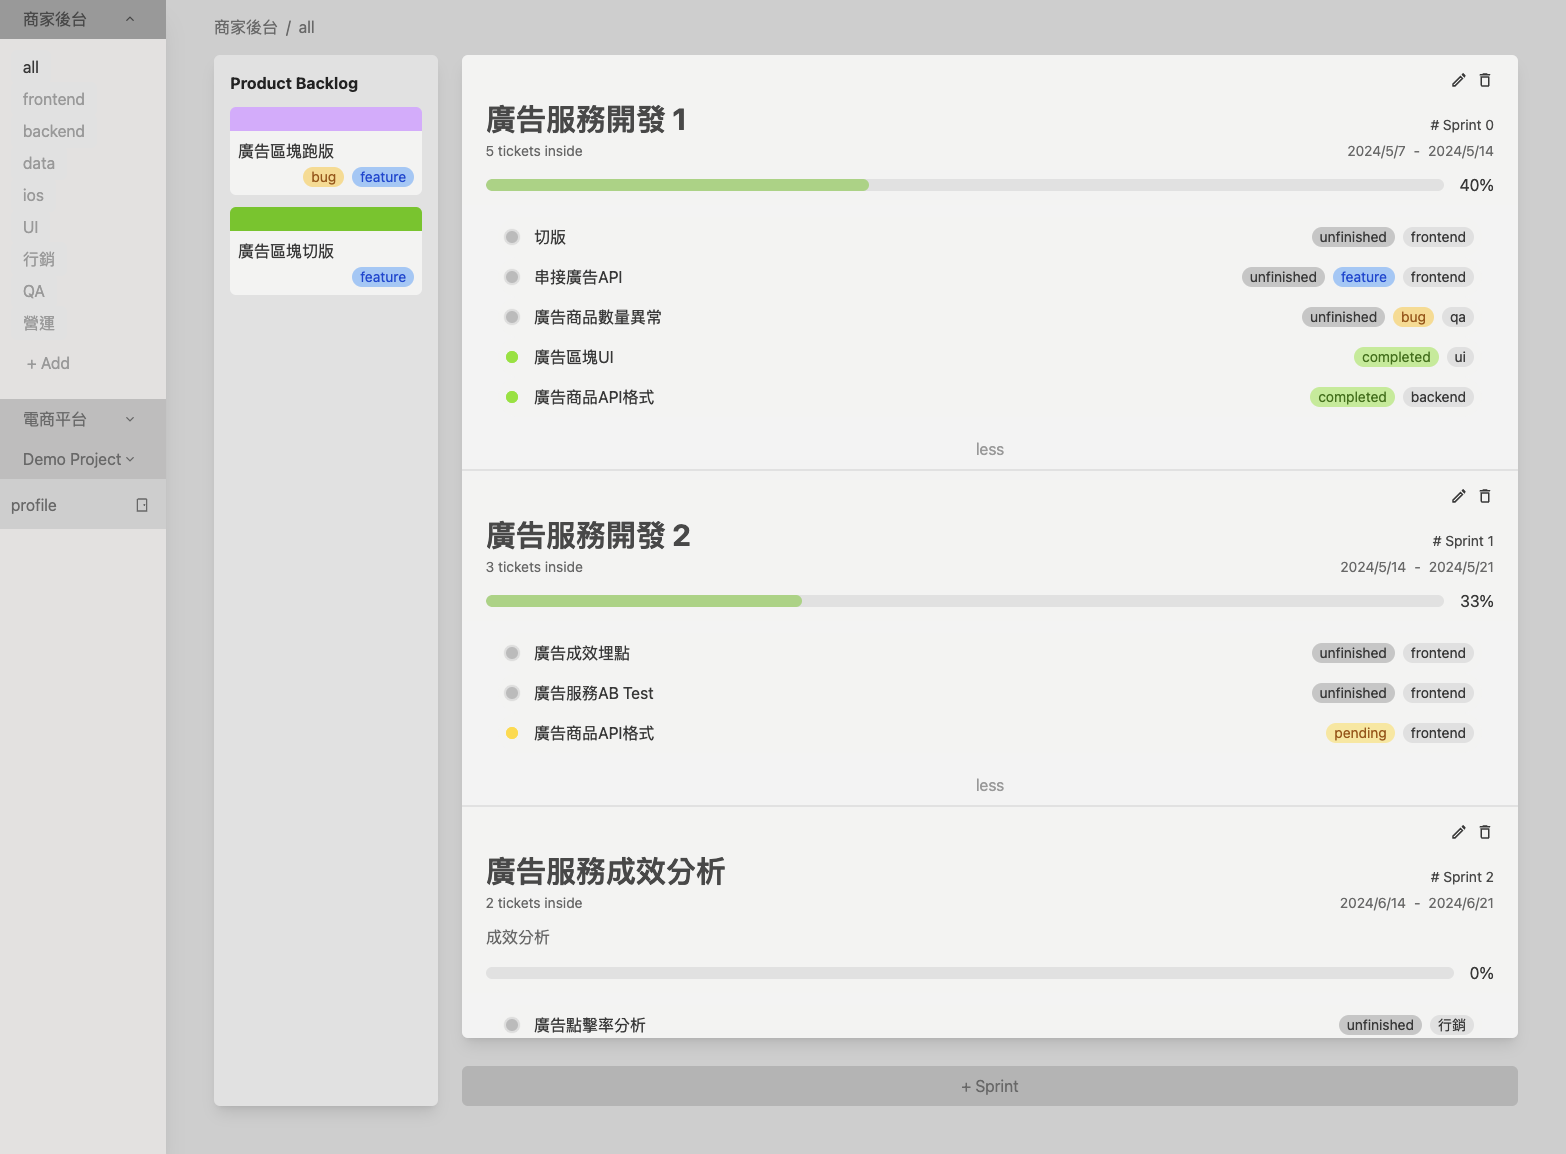 商家後台
all
frontend
backend
data
ios
UI
行銷
QA
營運
+ Add
電商平台
Demo Project
profile
商家後台 / all
Product Backlog
廣告區塊跑版
bug feature
廣告區塊切版
feature
廣告服務開發 1
# Sprint 0
5 tickets inside
2024/5/7 - 2024/5/14
40%
切版 unfinished frontend
串接廣告API unfinished feature frontend
廣告商品數量異常 unfinished bug qa
廣告區塊UI completed ui
廣告商品API格式 completed backend
less
廣告服務開發 2
# Sprint 1
3 tickets inside
2024/5/14 - 2024/5/21
33%
廣告成效埋點 unfinished frontend
廣告服務AB Test unfinished frontend
廣告商品API格式 pending frontend
less
廣告服務成效分析
# Sprint 2
2 tickets inside
2024/6/14 - 2024/6/21
成效分析
0%
廣告點擊率分析 unfinished 行銷
+ Sprint